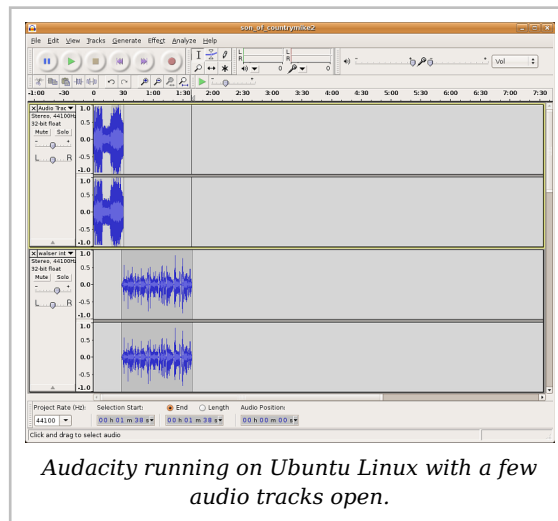 son_of_countrymike2
File Edit View Tracks Generate Effect Analyze Help
L
R
L
R
0
0
Vol
-1:00 -30 0 30 1:00 1:30 2:00 2:30 3:00 3:30 4:00 4:30 5:00 5:30 6:00 6:30 7:00 7:30
Audio Trac
Stereo, 44100Hz
32-bit float
Mute Solo
- +
L R
1.0
0.5
0.0
-0.5
-1.0
1.0
0.5
0.0
-0.5
-1.0
walser int
Stereo, 44100Hz
32-bit float
Mute Solo
- +
L R
1.0
0.5
0.0
-0.5
-1.0
1.0
0.5
0.0
-0.5
-1.0
Project Rate (Hz): Selection Start: End Length Audio Position:
44100 00 h 01 m 38 s 00 h 01 m 38 s 00 h 00 m 00 s
Click and drag to select audio
Audacity running on Ubuntu Linux with a few
audio tracks open.